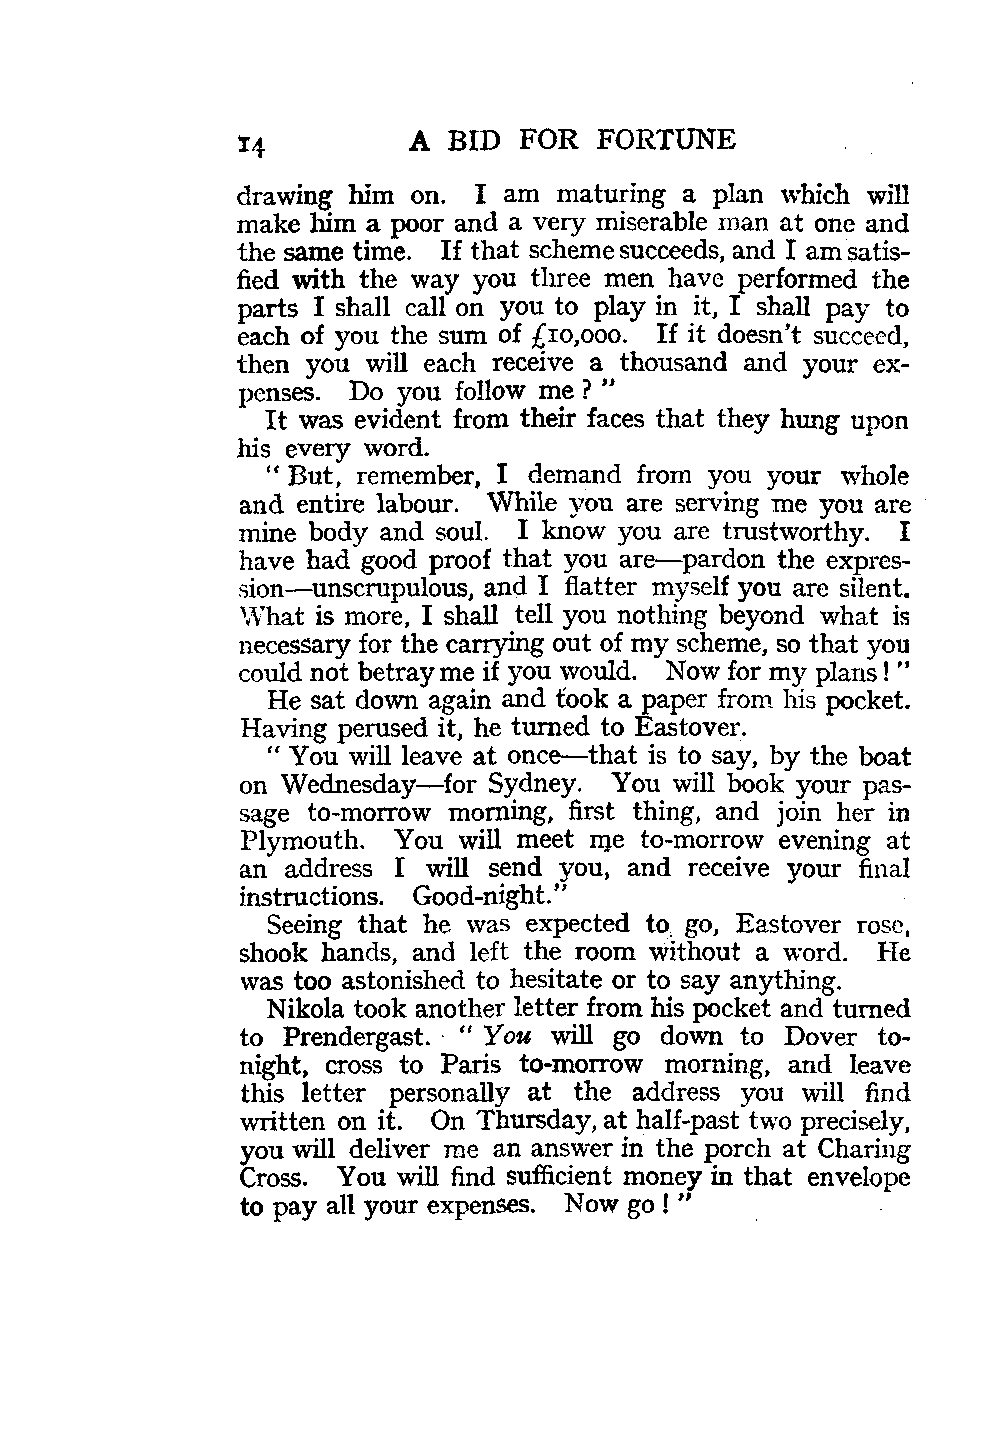 14 A BID FOR FORTUNE
drawing him on. I am maturing a plan which will
make him a poor and a very miserable man at one and
the same time. If that scheme succeeds, and I am satis-
fied with the way you three men have performed the
parts I shall call on you to play in it, I shall pay to
each of you the sum of £10,000. If it doesn't succeed,
then you will each receive a thousand and your ex-
penses. Do you follow me ? "
It was evident from their faces that they hung upon
his every word.
" But, remember, I demand from you your whole
and entire labour. While you are serving me you are
mine body and soul. I know you are trustworthy. I
have had good proof that you are—pardon the expres-
sion—unscrupulous, and I flatter myself you are silent.
What is more, I shall tell you nothing beyond what is
necessary for the carrying out of my scheme, so that you
could not betray me if you would. Now for my plans ! "
He sat down again and took a paper from his pocket.
Having perused it, he turned to Eastover.
" You will leave at once—that is to say, by the boat
on Wednesday—for Sydney. You will book your pas-
sage to-morrow morning, first thing, and join her in
Plymouth. You will meet me to-morrow evening at
an address I will send you, and receive your final
instructions. Good-night."
Seeing that he was expected to go, Eastover rose,
shook hands, and left the room without a word. He
was too astonished to hesitate or to say anything.
Nikola took another letter from his pocket and turned
to Prendergast. " You will go down to Dover to-
night, cross to Paris to-morrow morning, and leave
this letter personally at the address you will find
written on it. On Thursday, at half-past two precisely,
you will deliver me an answer in the porch at Charing
Cross. You will find sufficient money in that envelope
to pay all your expenses. Now go ! "